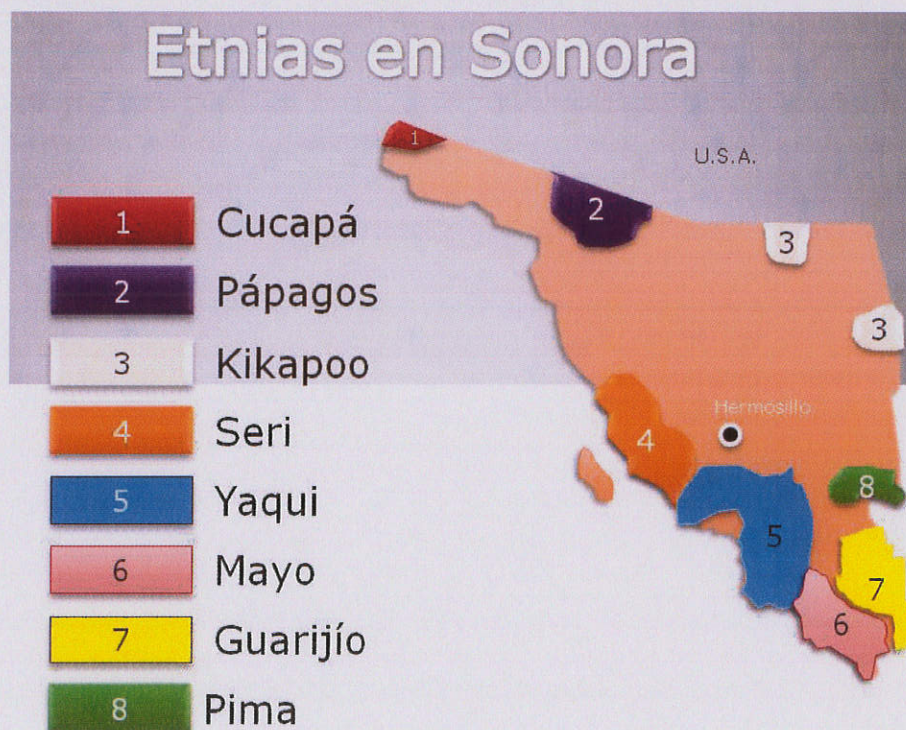 Etnias en Sonora
U.S.A.
1 Cucapá
2 Pápagos
3 Kikapoo
4 Seri
5 Yaqui
6 Mayo
7 Guarijío
8 Pima
1
2
3
3
Hermosillo
4
8
5
7
6